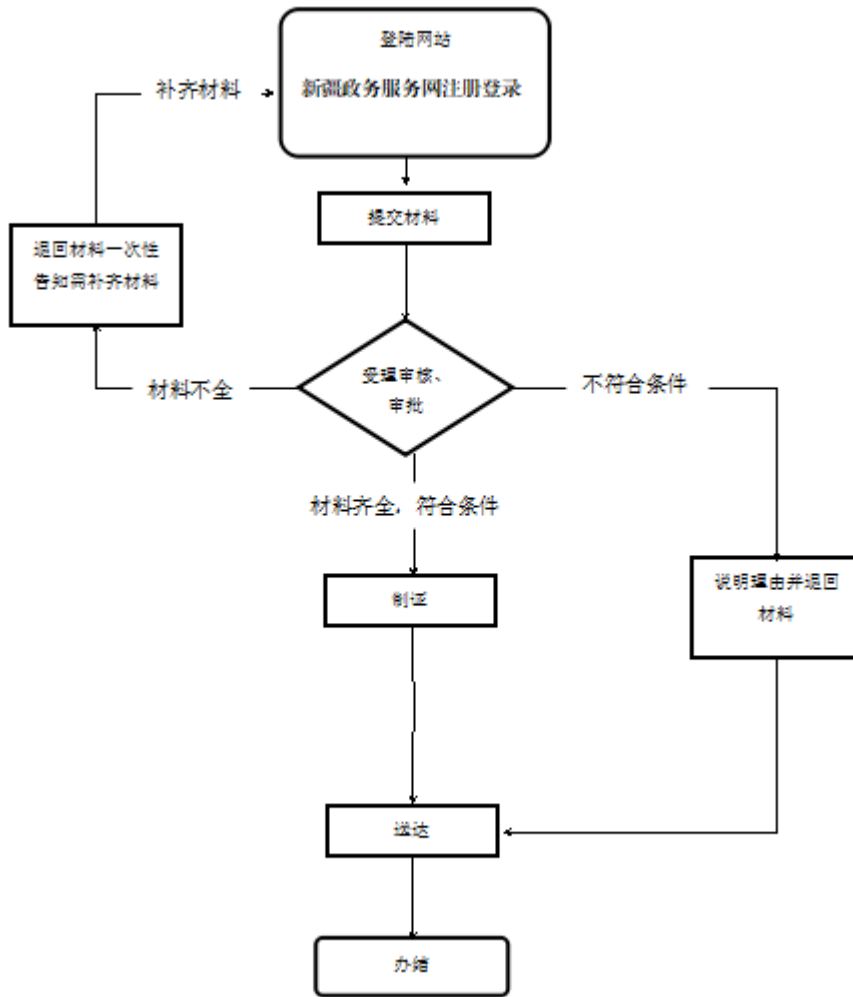 登陆网站
新疆政务服务网注册登录
补齐材料
提交材料
退回材料一次性
告知需补齐材料
受理审核、
审批
材料不全
不符合条件
材料齐全，符合条件
制证
说明理由并退回
材料
送达
办结